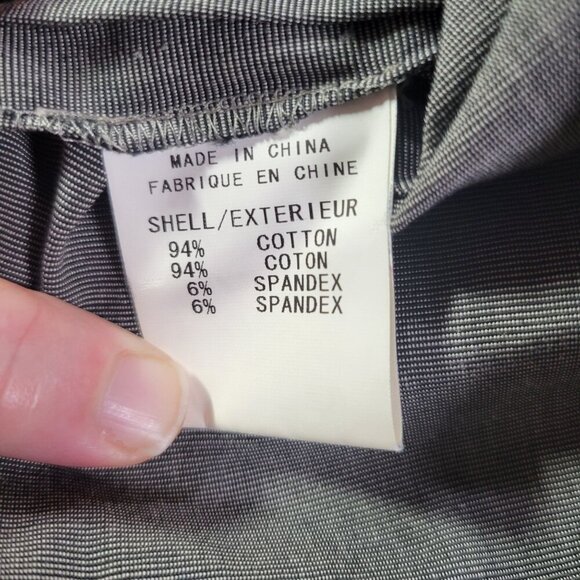 MADE IN CHINA
FABRIQUE EN CHINE
SHELL/EXTERIEUR
94% COTTON
94% COTON
6% SPANDEX
6% SPANDEX